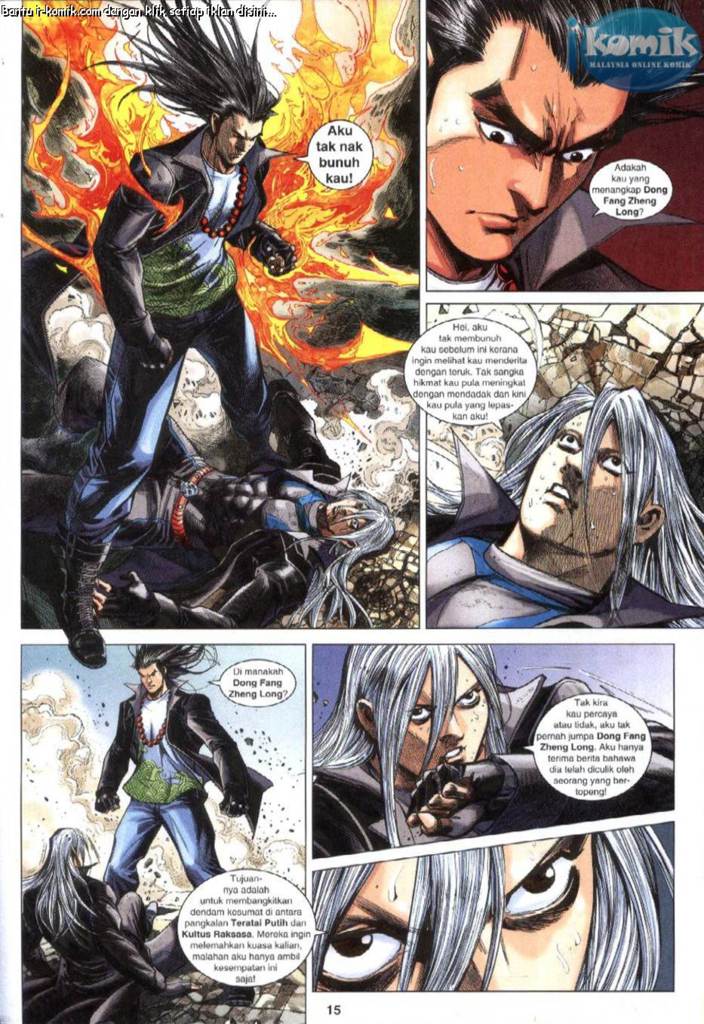 Bantu ir-komik.com dengan klik setiap iklan disini...
ikomik
MALAYSIA ONLINE KOMIK
Aku
tak nak
bunuh
kau!
Adakah
kau yang
menangkap Dong
Fang Zheng
Long?
Hei, aku
tak membunuh
kau sebelum ini kerana
ingin melihat kau menderita
dengan teruk. Tak sangka
hikmat kau pula meningkat
dengan mendadak dan kini
kau pula yang lepas-
kan aku!
Di manakah
Dong Fang
Zheng Long?
Tak kira
kau percaya
atau tidak, aku tak
pernah jumpa Dong Fang
Zheng Long. Aku hanya
terima berita bahawa
dia telah diculik oleh
seorang yang ber-
topeng!
Tujuan-
nya adalah
untuk membangkitkan
dendam kesumat di antara
pangkalan Teratai Putih dan
Kultus Raksasa. Mereka ingin
melemahkan kuasa kalian,
malahan aku hanya ambil
kesempatan ini
saja!
15